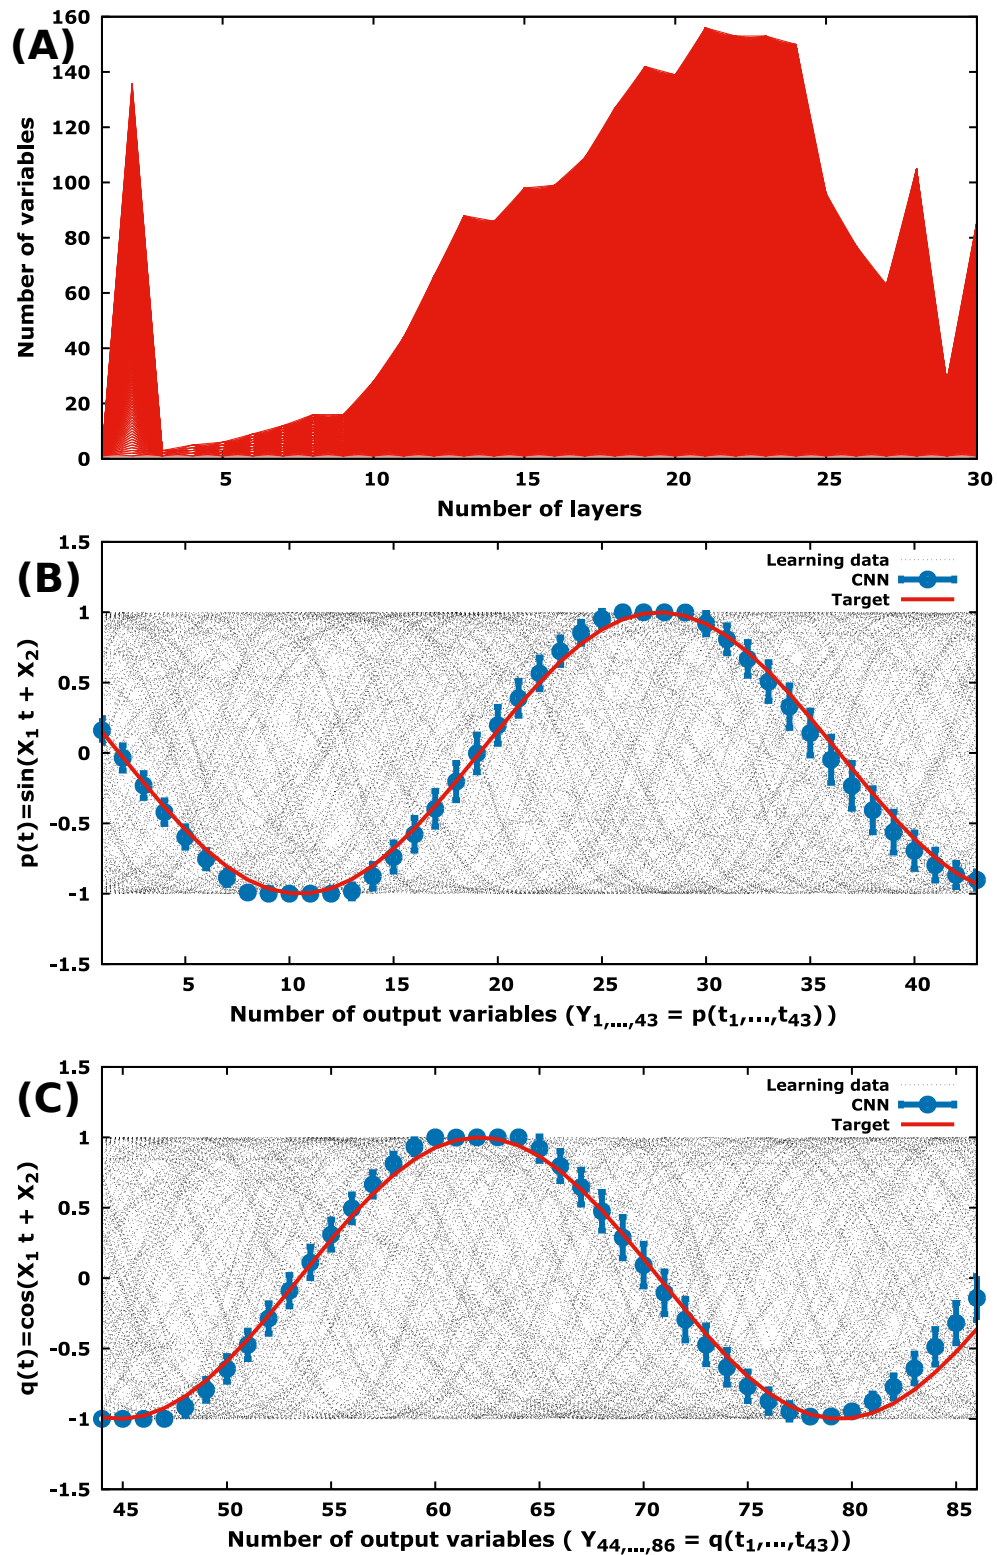 (A)
Number of variables
160
140
120
100
80
60
40
20
0
5 10 15 20 25 30
Number of layers
(B)
p(t)=sin(X1 t + X2)
1.5
1
0.5
0
-0.5
-1
-1.5
Learning data
CNN
Target
5 10 15 20 25 30 35 40
Number of output variables (Y1,...,43 = p(t1,...,t43))
(C)
q(t)=cos(X1 t + X2)
1.5
1
0.5
0
-0.5
-1
-1.5
Learning data
CNN
Target
45 50 55 60 65 70 75 80 85
Number of output variables ( Y44,...,86 = q(t1,...,t43))